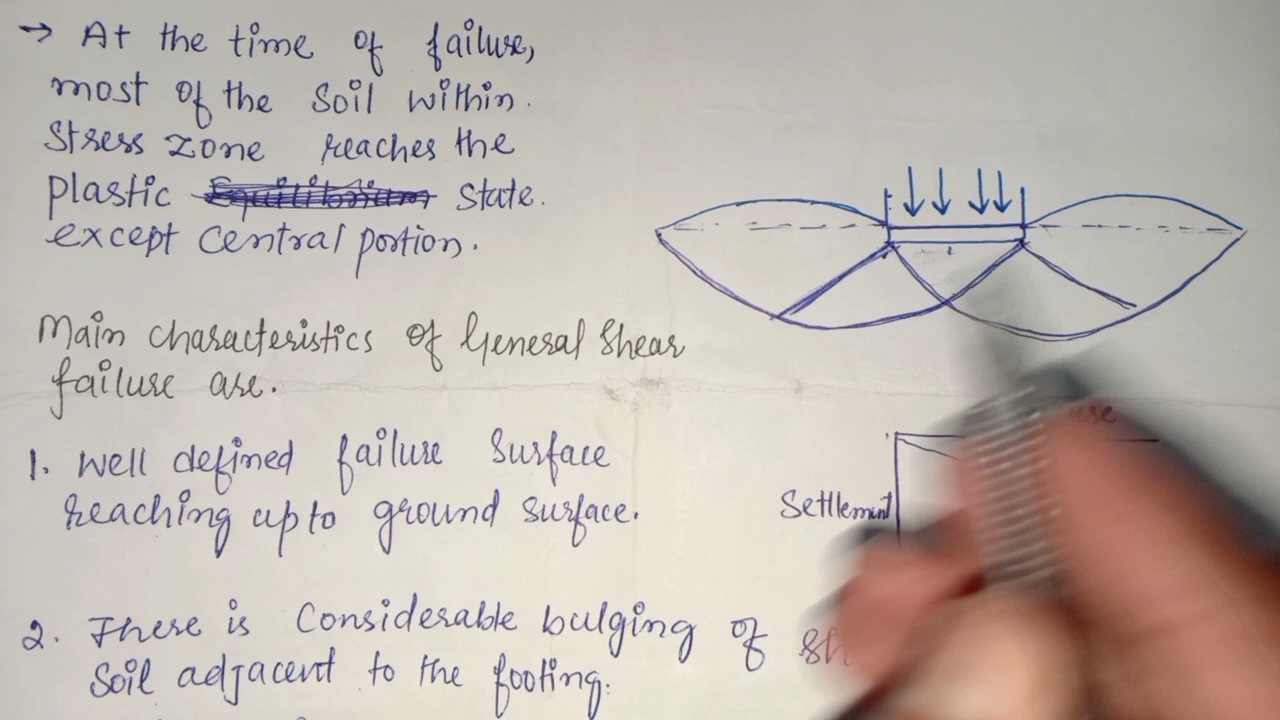 → At the time of failure,
most of the soil within
stress zone reaches the
plastic Equilibrium state.
except central portion.
Main characteristics of General Shear
failure are.
1. Well defined failure surface
reaching upto ground surface.
Settlement
2. There is considerable bulging of sh
soil adjacent to the footing.